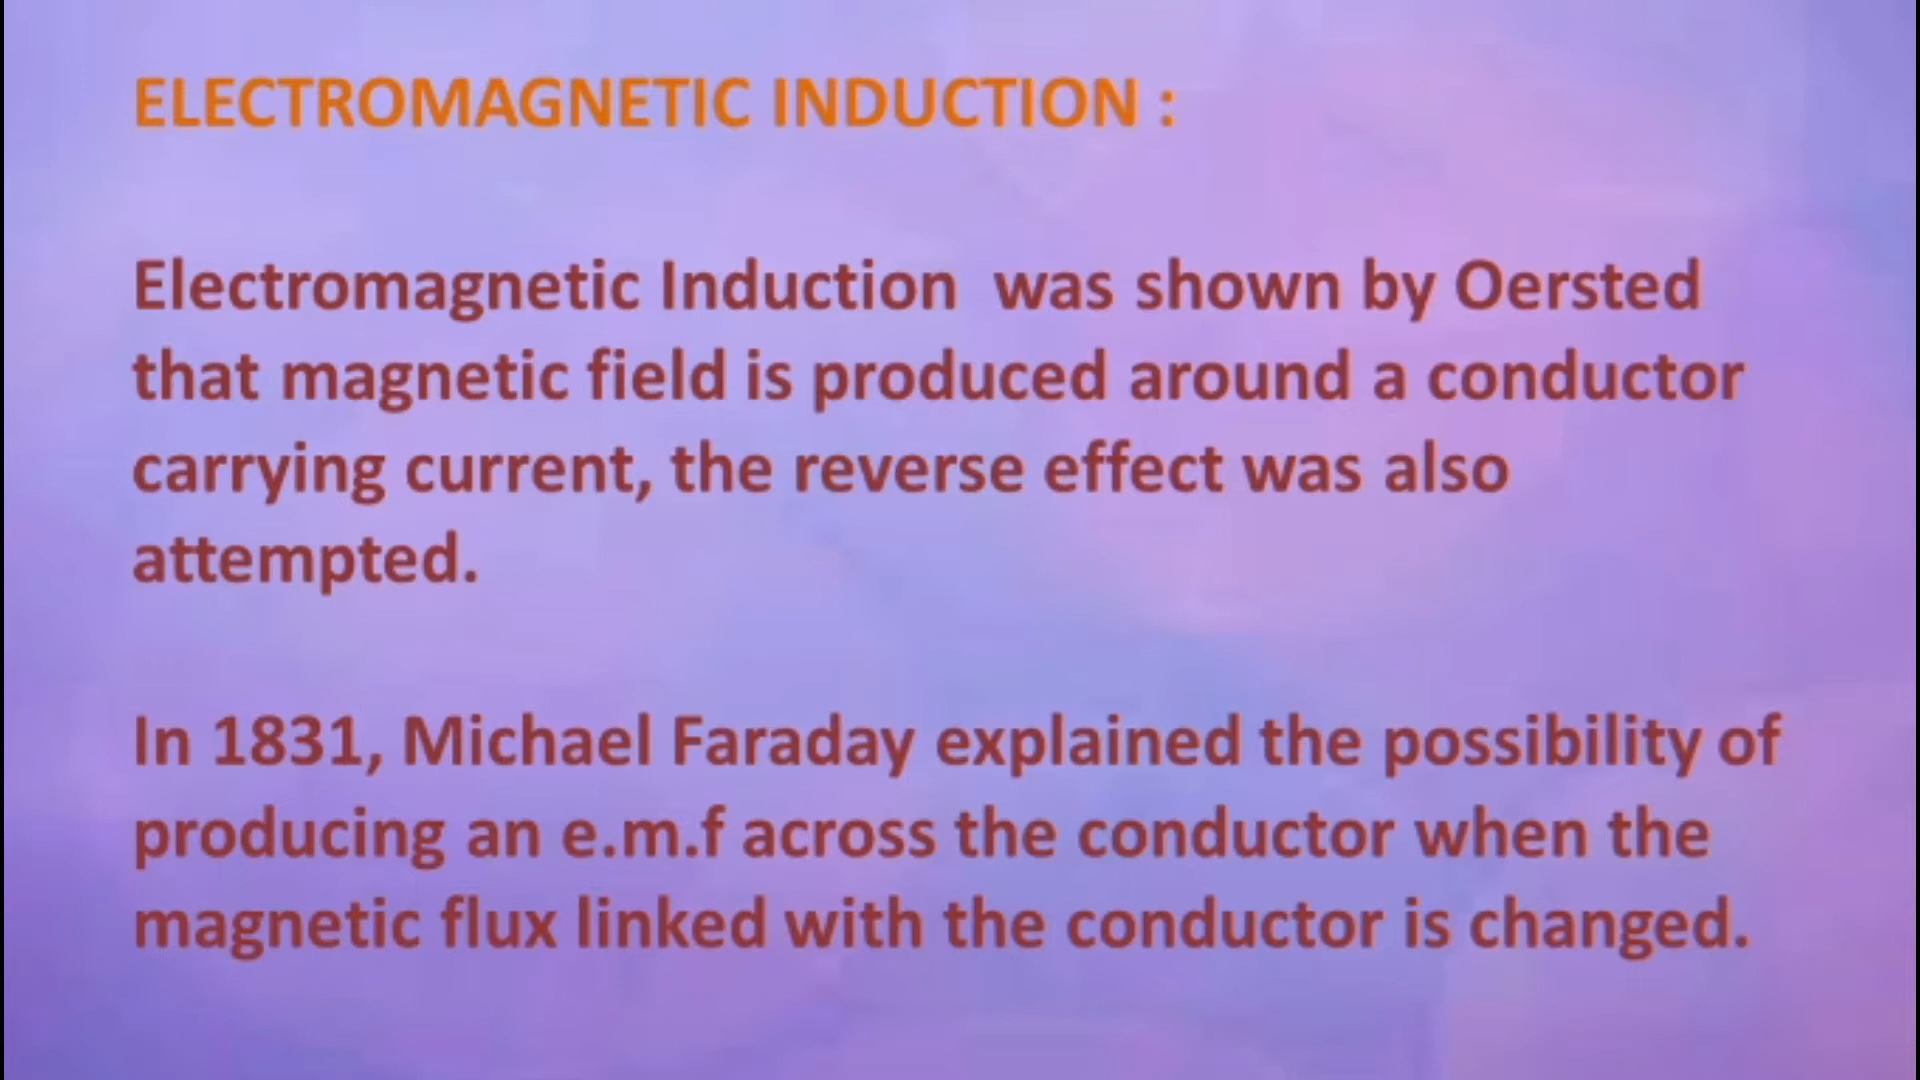 ELECTROMAGNETIC INDUCTION :
Electromagnetic Induction was shown by Oersted
that magnetic field is produced around a conductor
carrying current, the reverse effect was also
attempted.
In 1831, Michael Faraday explained the possibility of
producing an e.m.f across the conductor when the
magnetic flux linked with the conductor is changed.